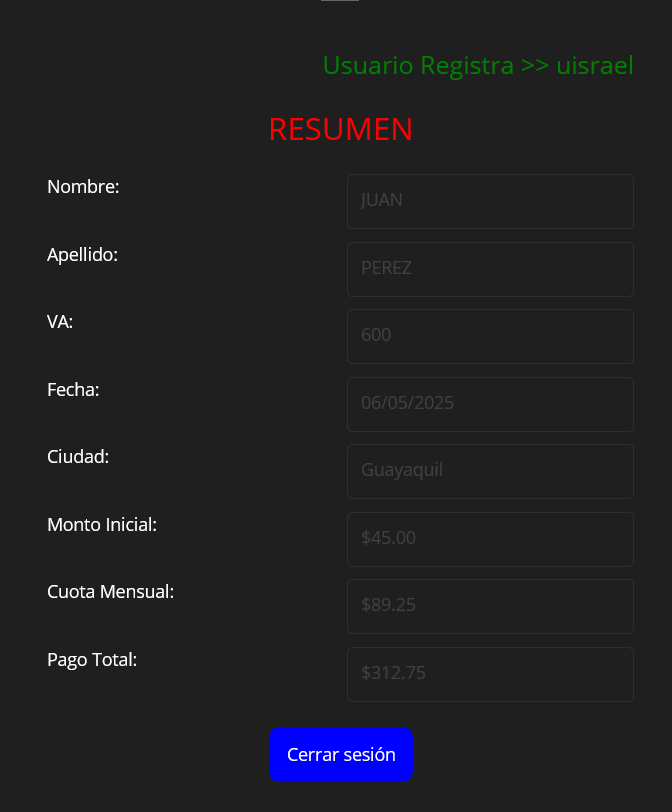 Usuario Registra >> uisrael
RESUMEN
Nombre: JUAN
Apellido: PEREZ
VA: 600
Fecha: 06/05/2025
Ciudad: Guayaquil
Monto Inicial: $45.00
Cuota Mensual: $89.25
Pago Total: $312.75
Cerrar sesión